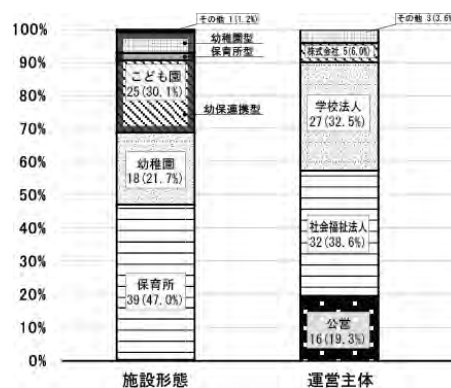 その他 1(1.2%)
その他 3(3.6%)
100%
90%
80%
70%
60%
50%
40%
30%
20%
10%
0%
幼稚園型
保育所型
幼保連携型
こども園
25(30.1%)
幼稚園
18(21.7%)
保育所
39(47.0%)
株式会社 5(6.0%)
学校法人
27(32.5%)
社会福祉法人
32(38.6%)
公営
16(19.3%)
施設形態
運営主体